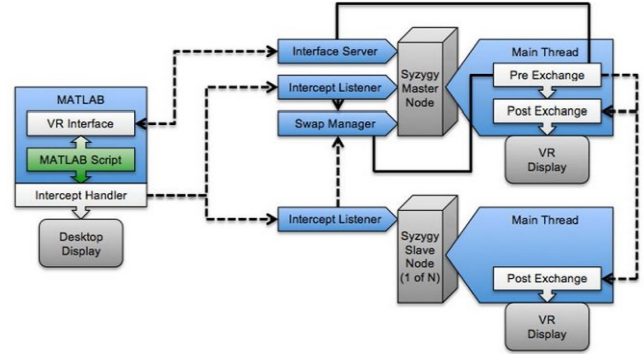 MATLAB
VR Interface
MATLAB Script
Intercept Handler
Desktop
Display
Interface Server
Intercept Listener
Swap Manager
Syzygy
Master
Node
Main Thread
Pre Exchange
Post Exchange
VR
Display
Intercept Listener
Syzygy
Slave
Node
(1 of N)
Main Thread
Post Exchange
VR
Display